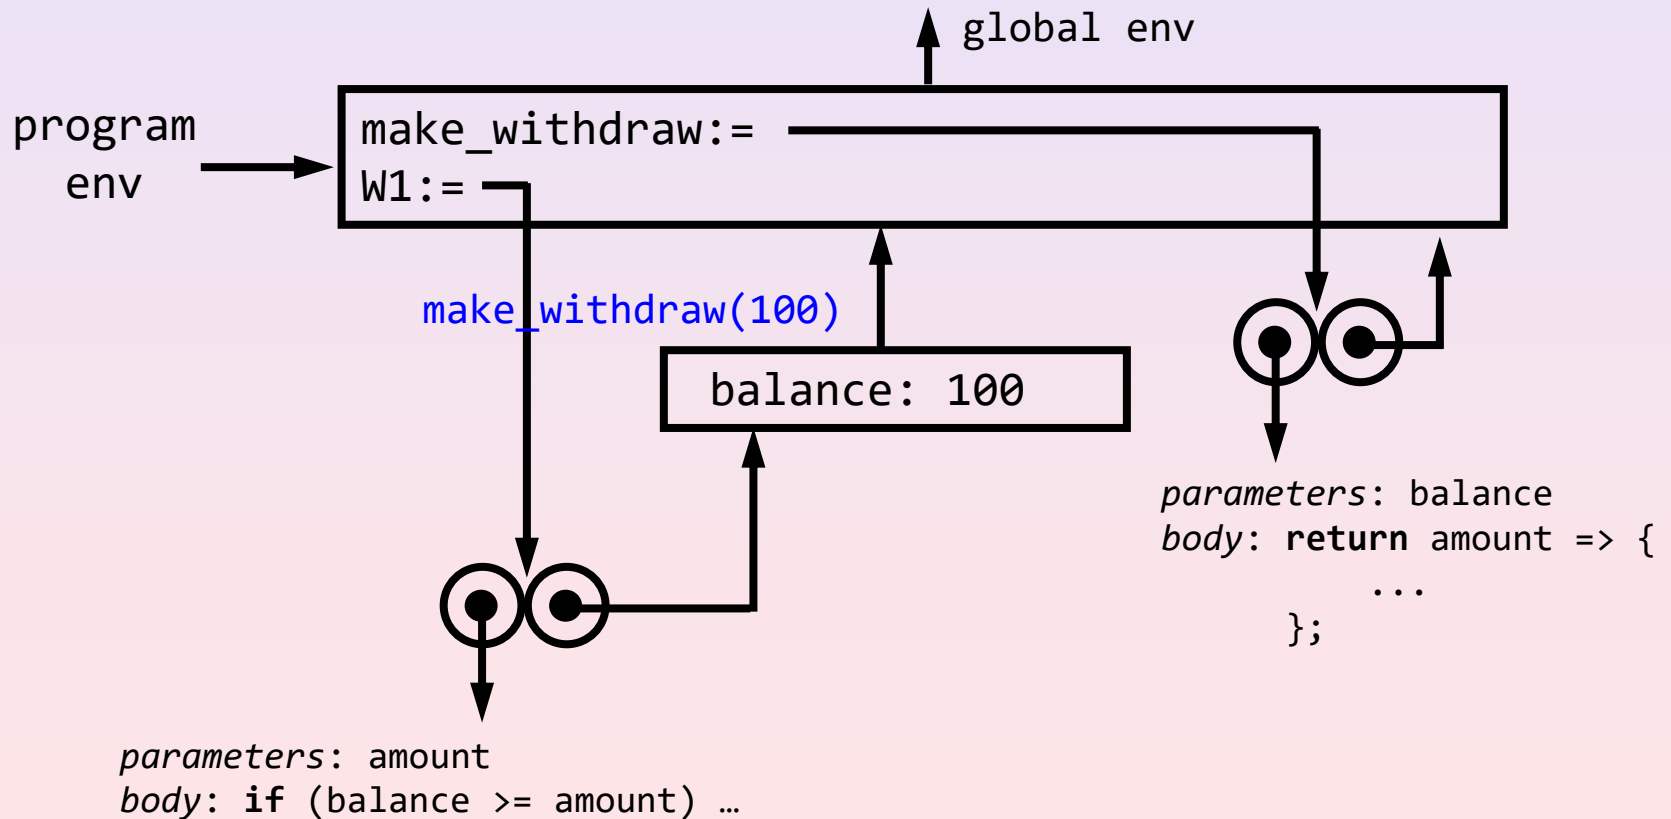 global env
program
env
make_withdraw:=
W1:=
make_withdraw(100)
balance: 100
parameters: balance
body: return amount => {
...
};
parameters: amount
body: if (balance >= amount) …